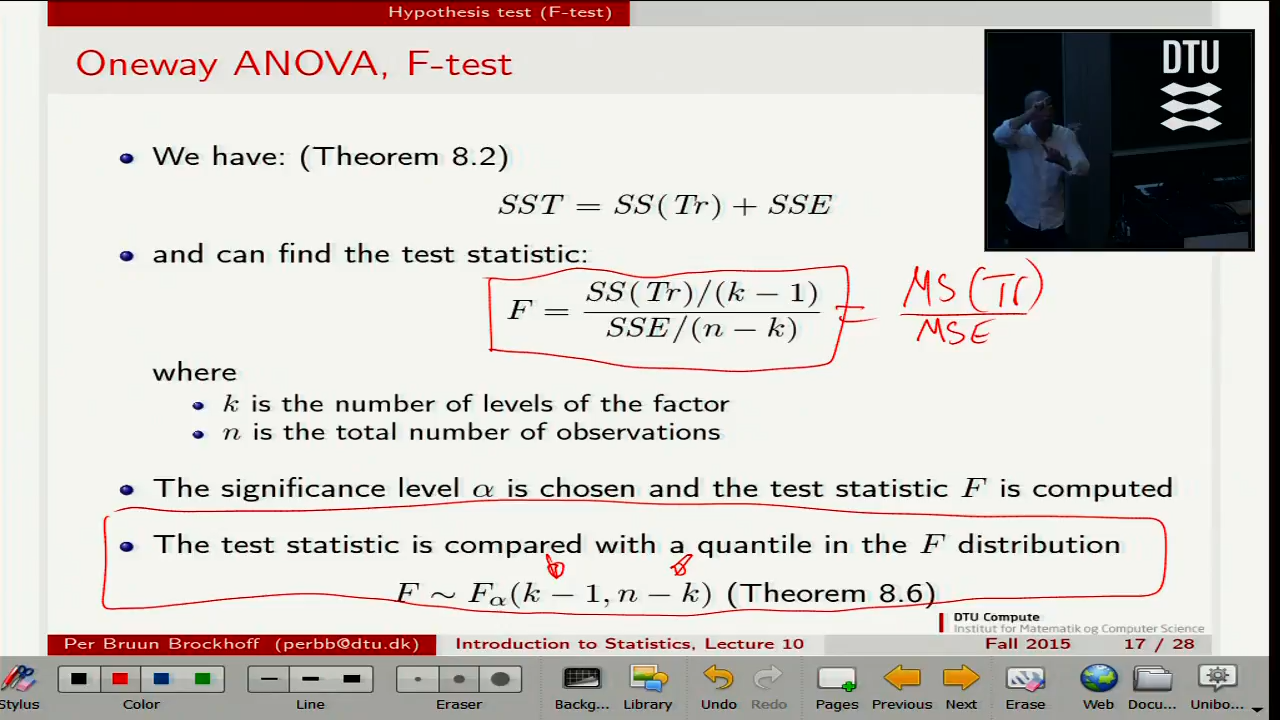 Hypothesis test (F-test)
Oneway ANOVA, F-test
DTU
We have: (Theorem 8.2)
SST = SS(Tr) + SSE
and can find the test statistic:
F = SS(Tr)/(k − 1) / SSE/(n − k) = MS(Tr) / MSE
where
k is the number of levels of the factor
n is the total number of observations
The significance level α is chosen and the test statistic F is computed
The test statistic is compared with a quantile in the F distribution
F ∼ Fα(k − 1, n − k) (Theorem 8.6)
DTU Compute
Institut for Matematik og Computer Science
Per Bruun Brockhoff (perbb@dtu.dk) Introduction to Statistics, Lecture 10 Fall 2015 17 / 28
Stylus Color Line Eraser Backg... Library Undo Redo Pages Previous Next Erase Web Docu... Unibo...